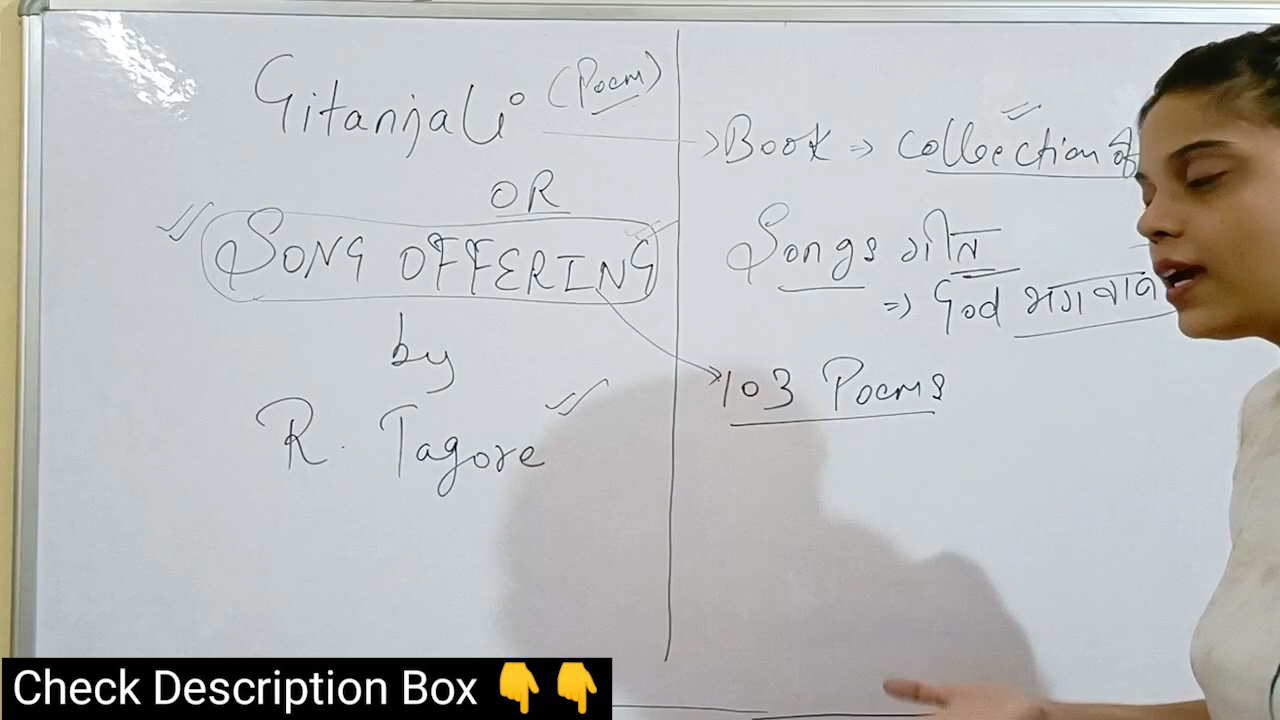 Gitanjali (Poem)
OR
SONG OFFERING
by
R. Tagore
Book ⇒ Collection of
Songs गीत
⇒ God भगवान
103 Poems
Check Description Box 👇👇